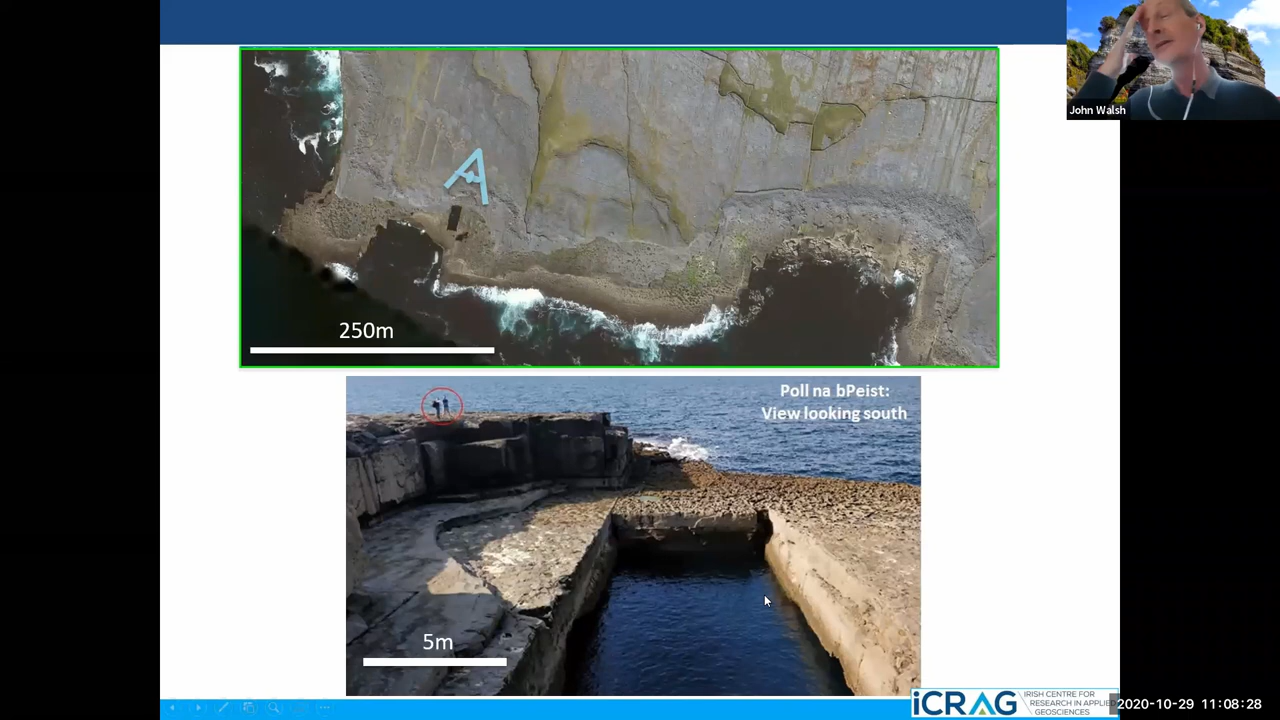 John Walsh
250m
Poll na bPeist:
View looking south
5m
iCRAG
IRISH CENTRE FOR
RESEARCH IN APPLIED
GEOSCIENCES
2020-10-29 11:08:28